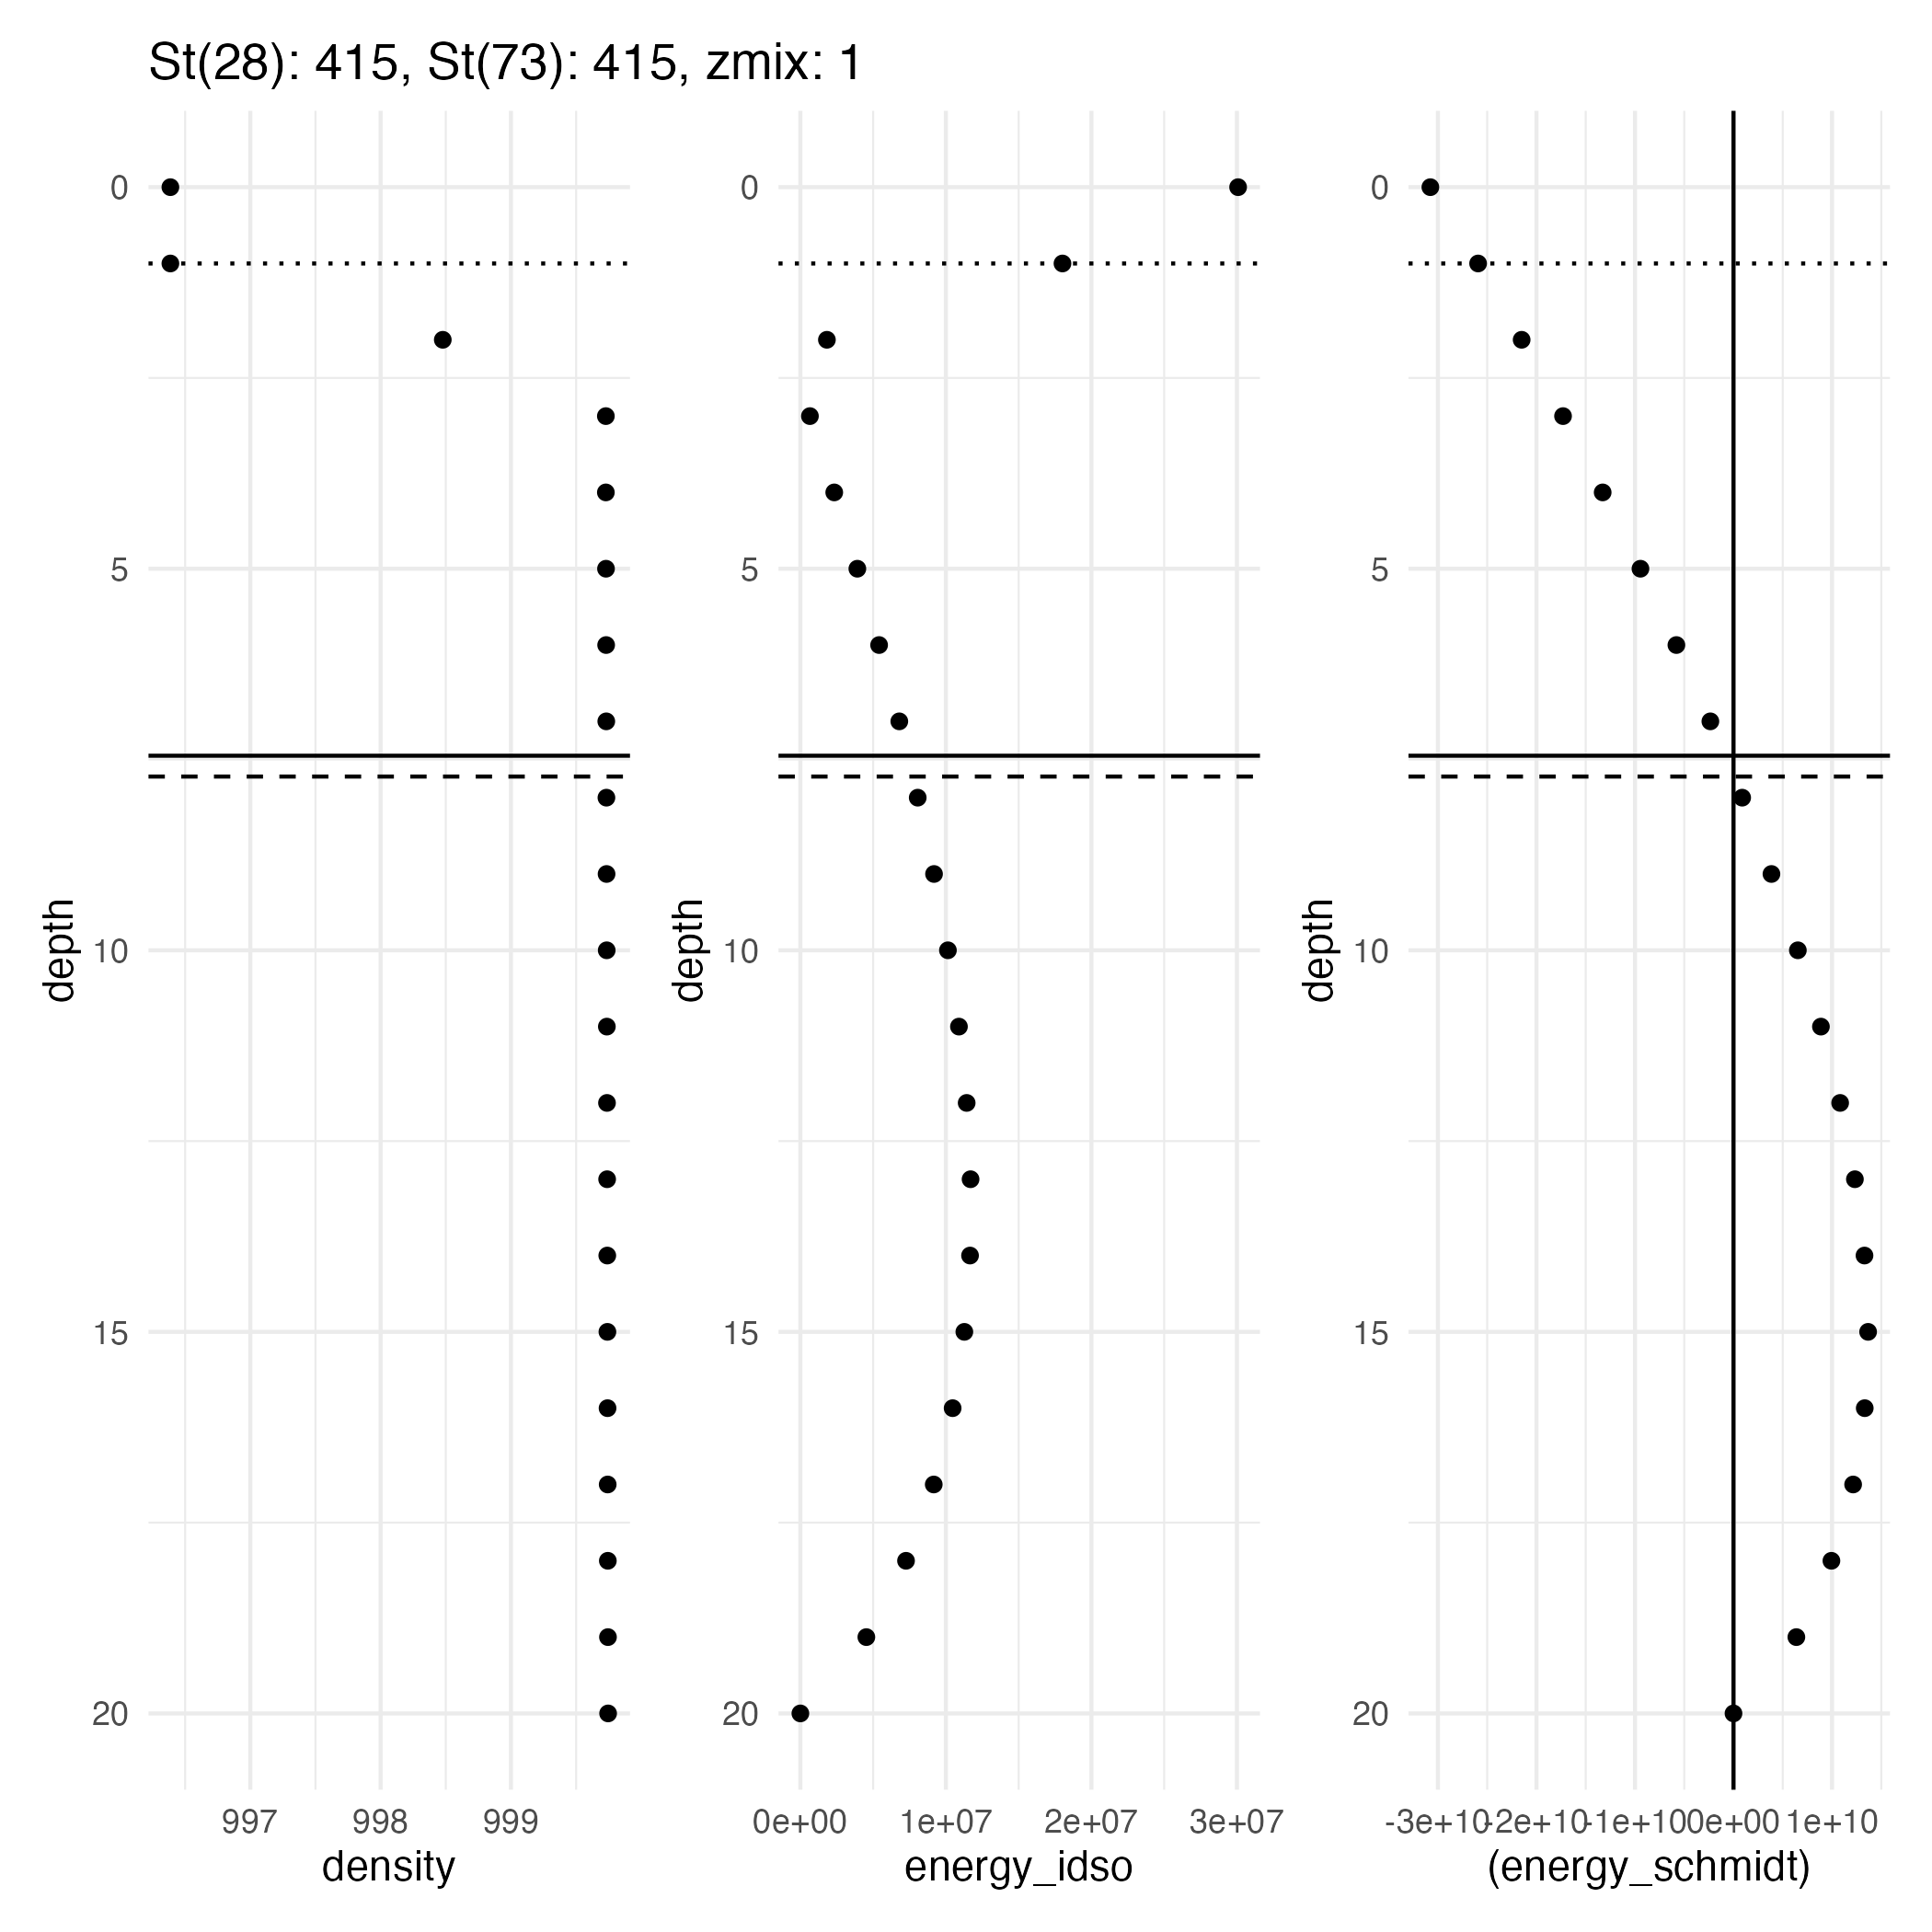 St(28): 415, St(73): 415, zmix: 1
0
5
10
15
20
depth
997
998
999
density
0
5
10
15
20
depth
0e+00
1e+07
2e+07
3e+07
energy_idso
0
5
10
15
20
depth
-3e+10
-2e+10
-1e+10
0e+00
1e+10
(energy_schmidt)